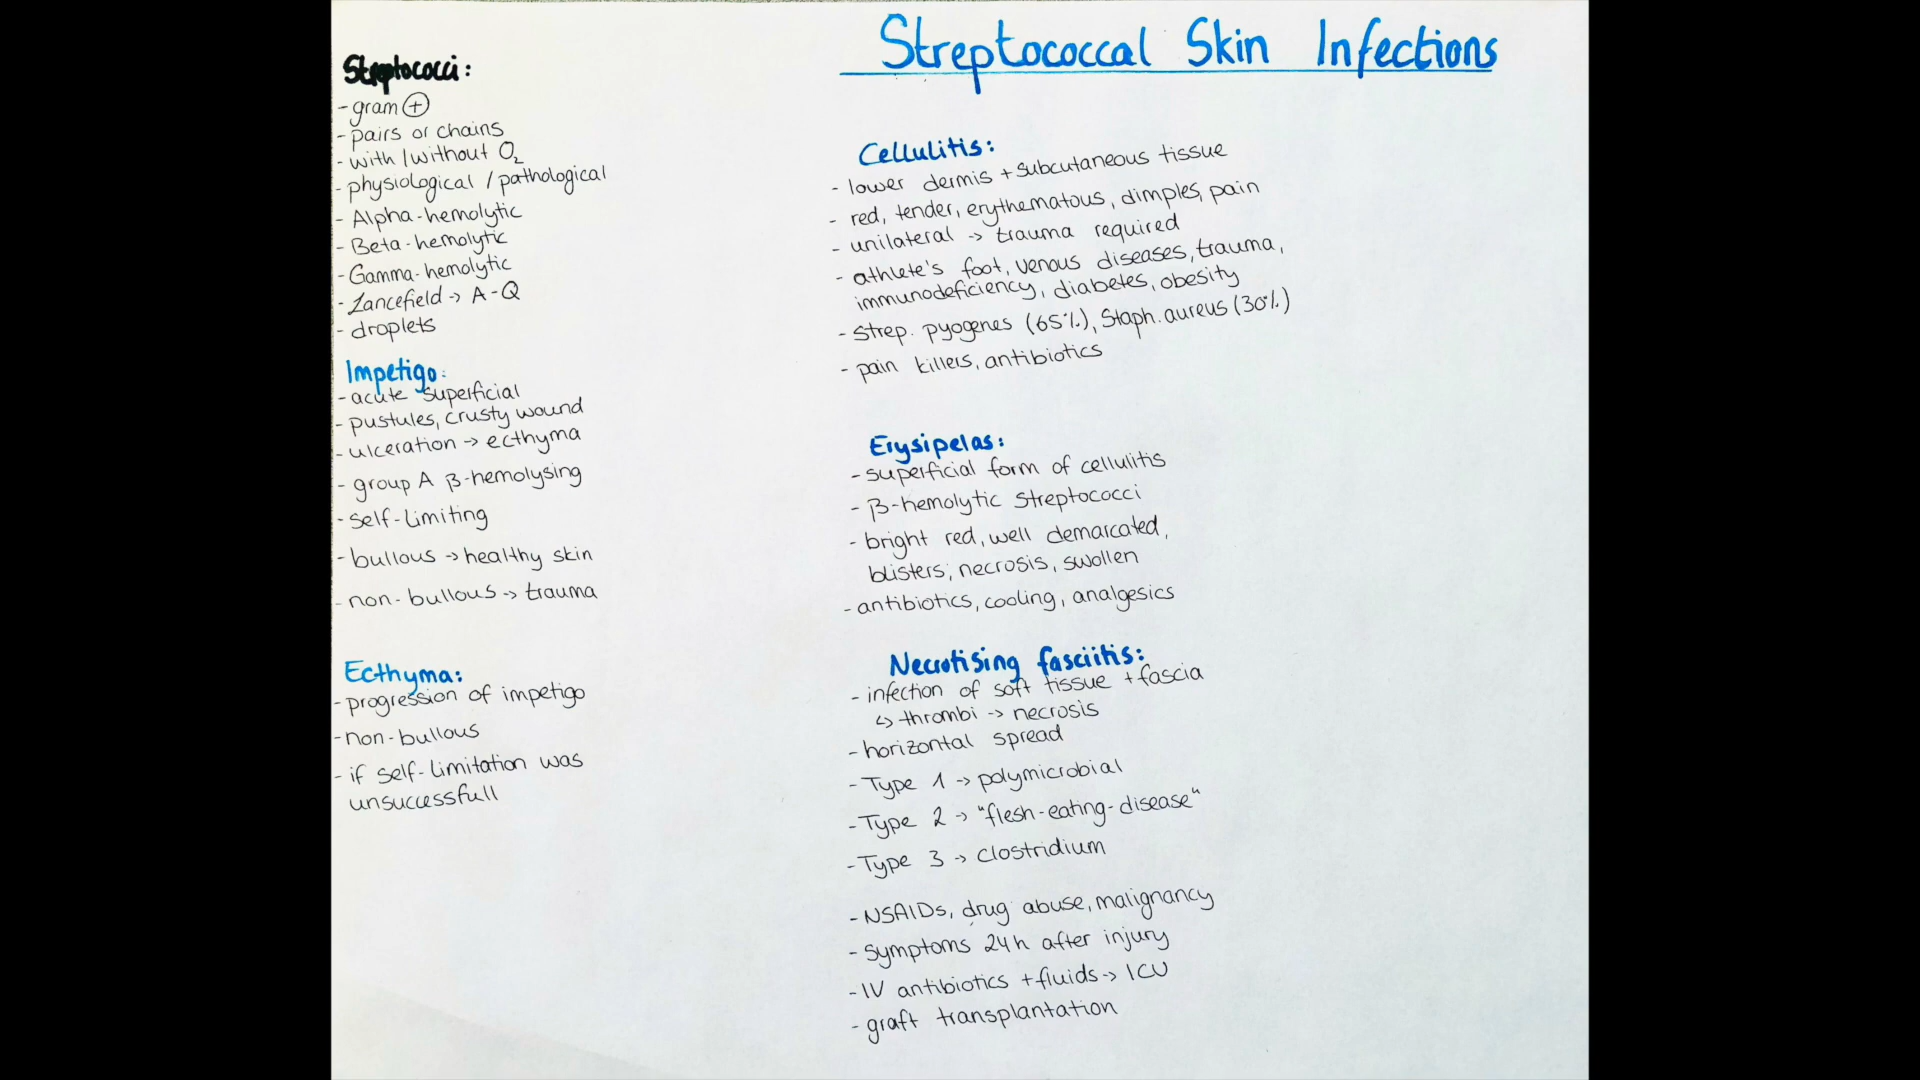 Streptococcal Skin Infections
Streptococci:
- gram ⊕
- pairs or chains
- with/without O₂
- physiological / pathological
- Alpha-hemolytic
- Beta-hemolytic
- Gamma-hemolytic
- Lancefield -> A-Q
- droplets
Impetigo:
- acute superficial
- pustules, crusty wound
- ulceration -> ecthyma
- group A β-hemolysing
- self-limiting
- bullous -> healthy skin
- non-bullous -> trauma
Ecthyma:
- progression of impetigo
- non-bullous
- if self-limitation was
unsuccessfull
Cellulitis:
- lower dermis + subcutaneous tissue
- red, tender, erythematous, dimples, pain
- unilateral -> trauma required
- athlete's foot, venous diseases, trauma,
immunodeficiency, diabetes, obesity
- Strep. pyogenes (65%), Staph. aureus (30%)
- pain killers, antibiotics
Erysipelas:
- superficial form of cellulitis
- β-hemolytic Streptococci
- bright red, well demarcated,
blisters, necrosis, swollen
- antibiotics, cooling, analgesics
Necrotising fasciitis:
- infection of soft tissue + fascia
↳ thrombi -> necrosis
- horizontal spread
- Type 1 -> polymicrobial
- Type 2 -> "flesh-eating-disease"
- Type 3 -> clostridium
- NSAIDs, drug abuse, malignancy
- symptoms 24h after injury
- IV antibiotics + fluids -> ICU
- graft transplantation